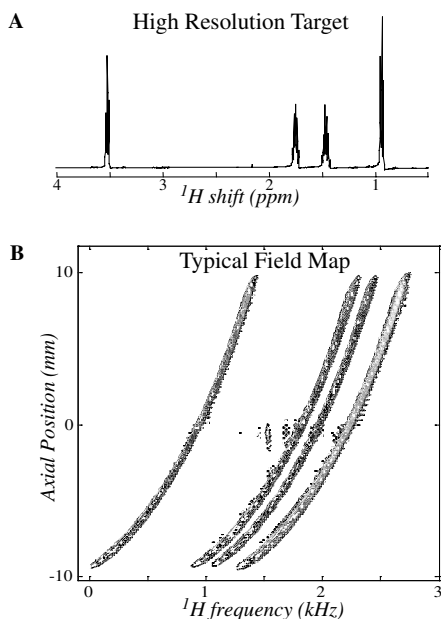 A
High Resolution Target
4 3 2 1
1H shift (ppm)
B
Typical Field Map
10
0
-10
Axial Position (mm)
0 1 2 3
1H frequency (kHz)